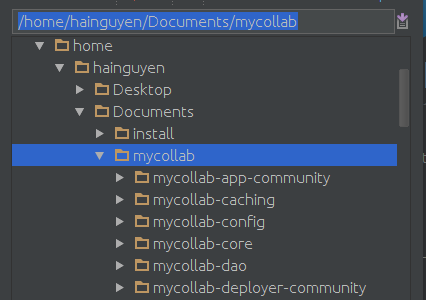 /home/hainguyen/Documents/mycollab
home
hainguyen
Desktop
Documents
install
mycollab
mycollab-app-community
mycollab-caching
mycollab-config
mycollab-core
mycollab-dao
mycollab-deployer-community